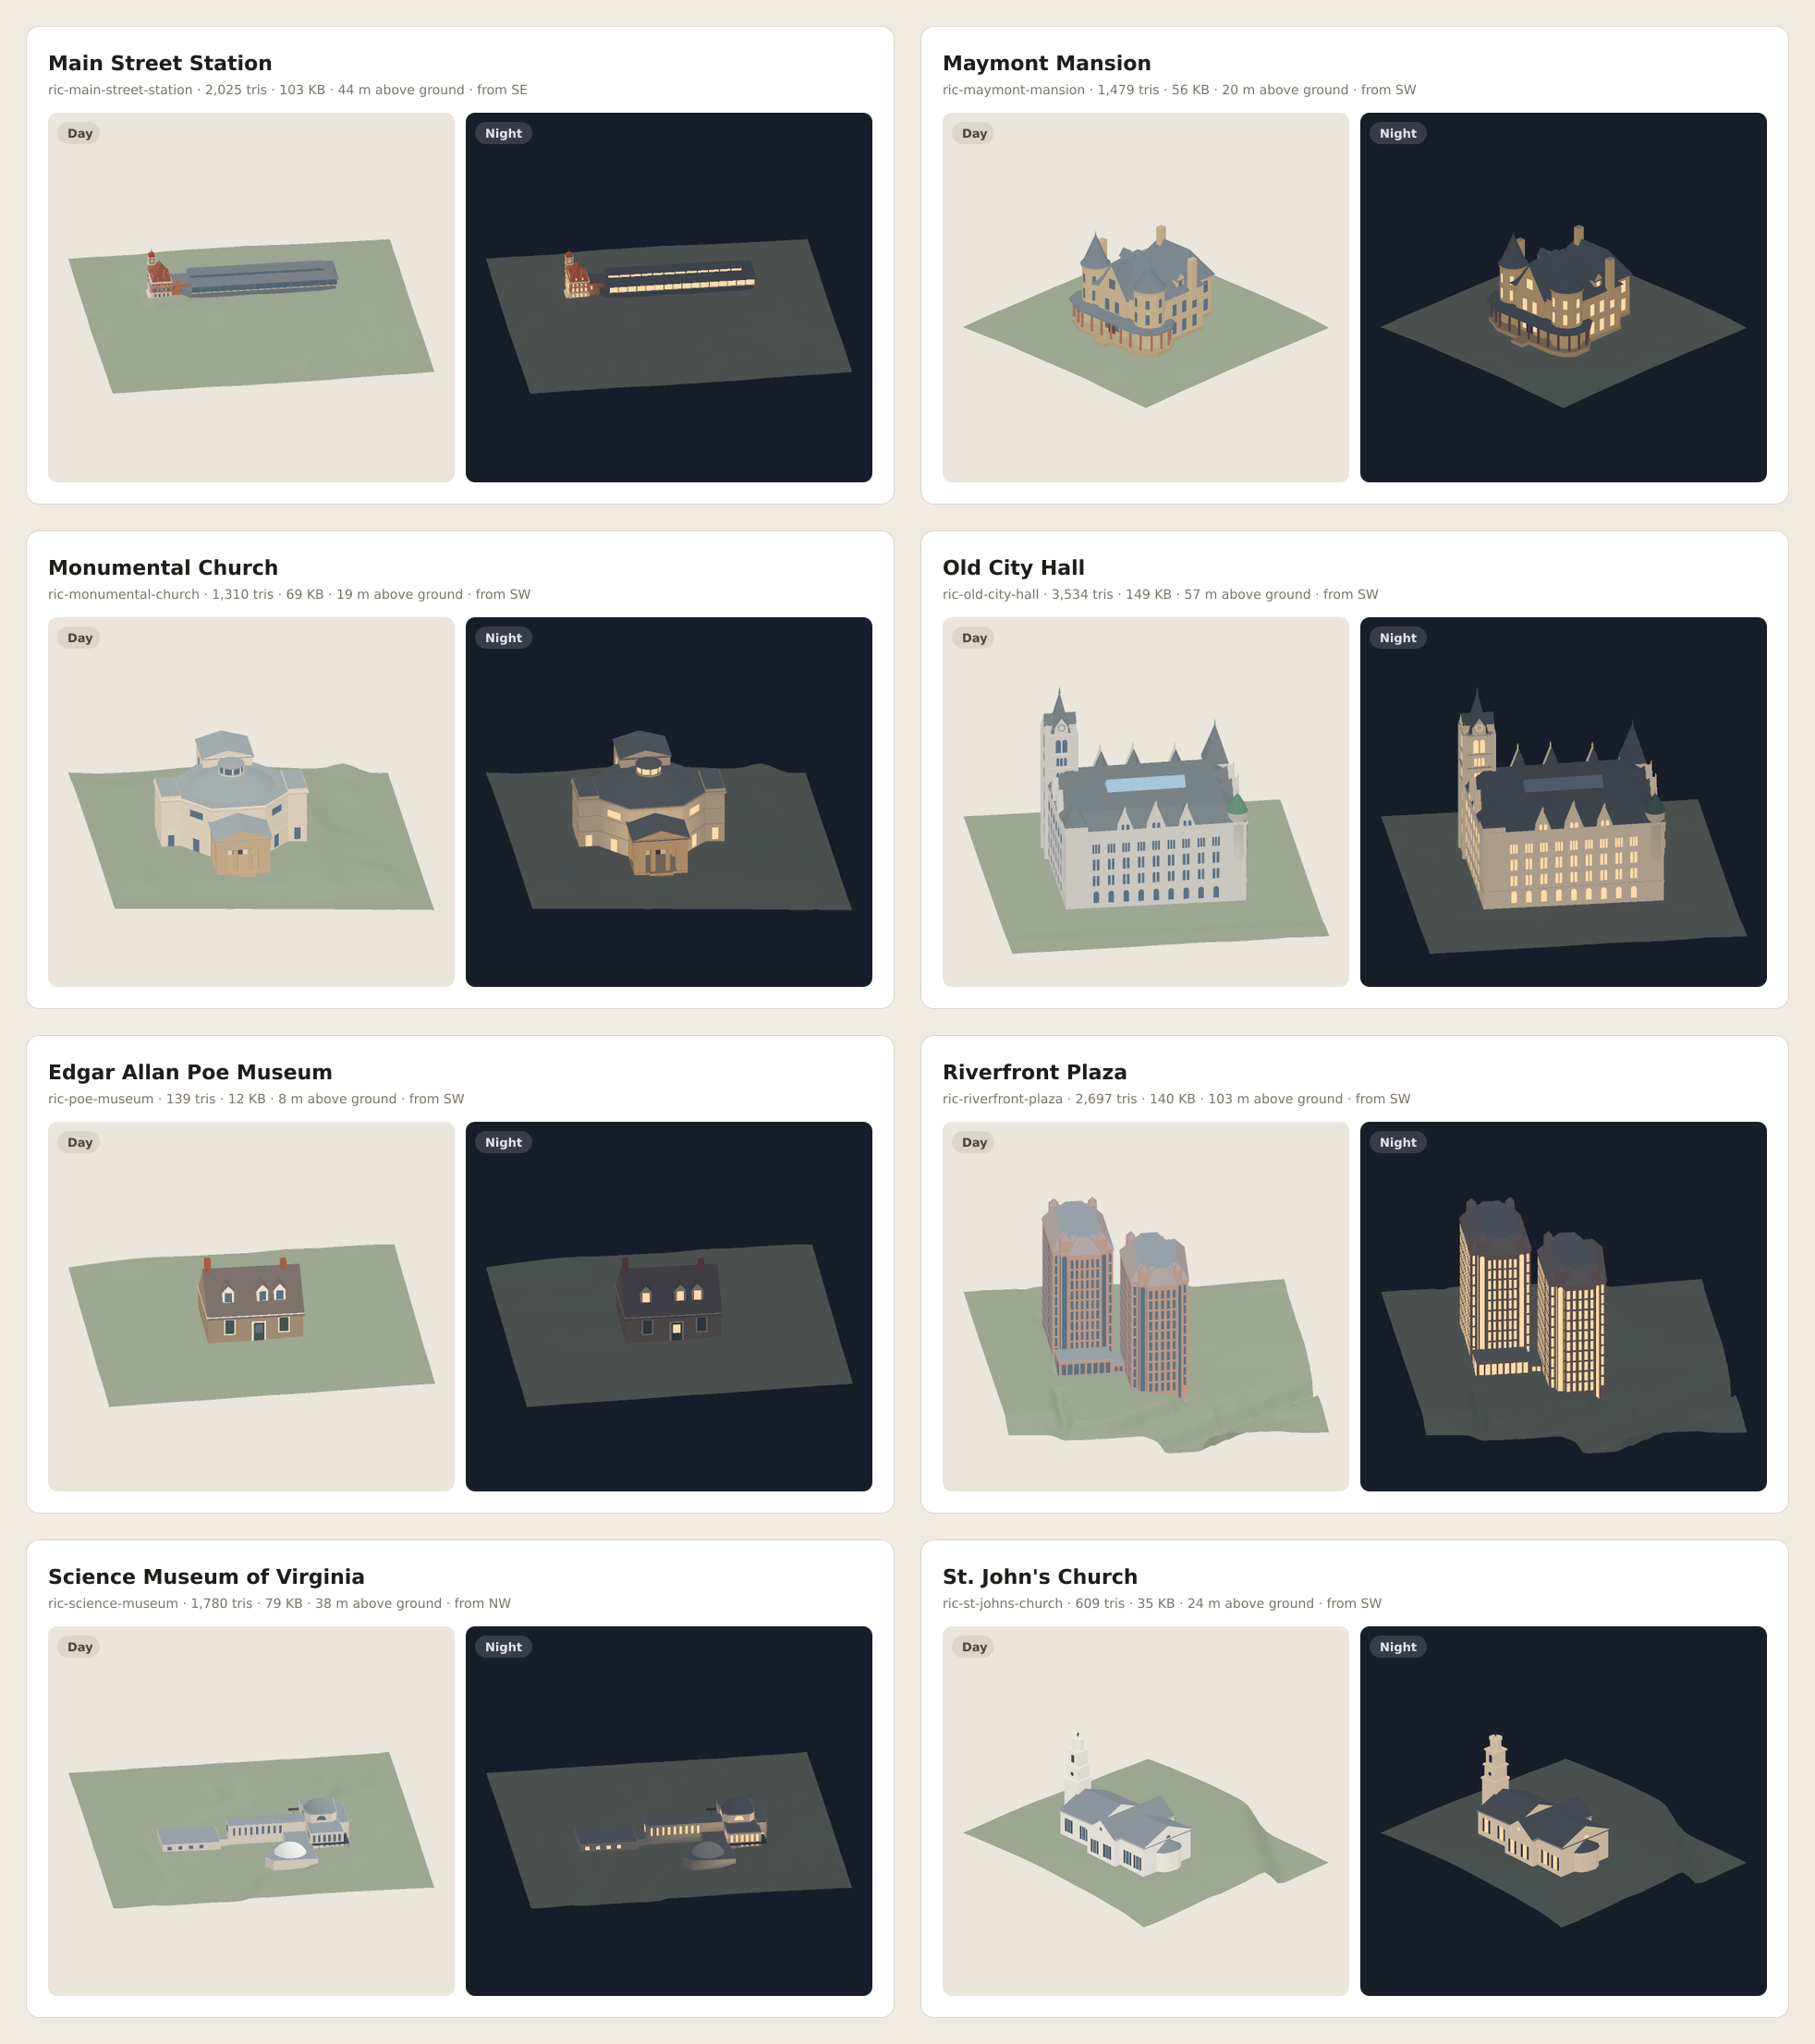 Main Street Station
ric-main-street-station · 2,025 tris · 103 KB · 44 m above ground · from SE
Day
Night
Maymont Mansion
ric-maymont-mansion · 1,479 tris · 56 KB · 20 m above ground · from SW
Day
Night
Monumental Church
ric-monumental-church · 1,310 tris · 69 KB · 19 m above ground · from SW
Day
Night
Old City Hall
ric-old-city-hall · 3,534 tris · 149 KB · 57 m above ground · from SW
Day
Night
Edgar Allan Poe Museum
ric-poe-museum · 139 tris · 12 KB · 8 m above ground · from SW
Day
Night
Riverfront Plaza
ric-riverfront-plaza · 2,697 tris · 140 KB · 103 m above ground · from SW
Day
Night
Science Museum of Virginia
ric-science-museum · 1,780 tris · 79 KB · 38 m above ground · from NW
Day
Night
St. John's Church
ric-st-johns-church · 609 tris · 35 KB · 24 m above ground · from SW
Day
Night